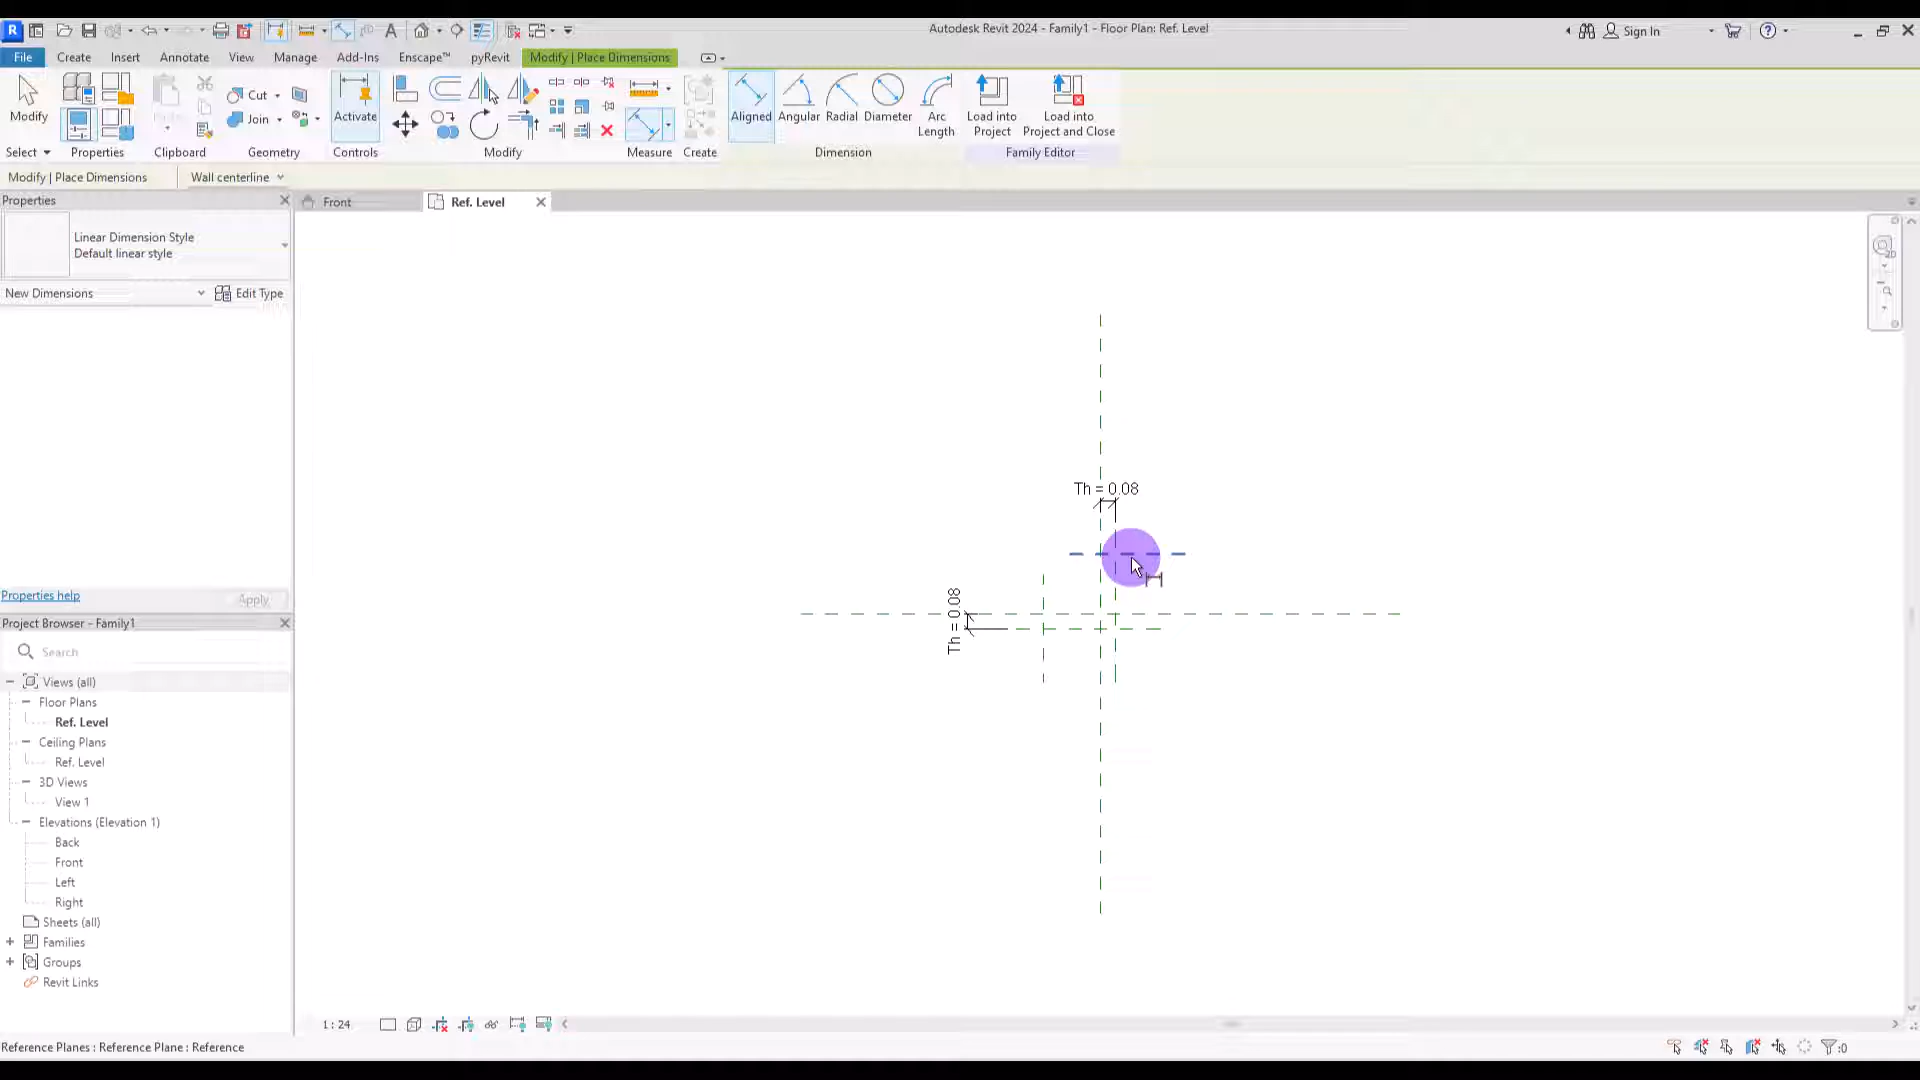 Autodesk Revit 2024 - Family1 - Floor Plan: Ref. Level
Sign In
File
Create
Insert
Annotate
View
Manage
Add-Ins
Enscape™
pyRevit
Modify | Place Dimensions
Modify
Cut
Join
Activate
Aligned
Angular
Radial
Diameter
Arc
Length
Load into
Project
Load into
Project and Close
Select
Properties
Clipboard
Geometry
Controls
Modify
Measure
Create
Dimension
Family Editor
Modify | Place Dimensions
Wall centerline
Properties
Front
Ref. Level
Linear Dimension Style
Default linear style
New Dimensions
Edit Type
Th = 0.08
Th = 0.08
Properties help
Apply
Project Browser - Family1
Search
Views (all)
Floor Plans
Ref. Level
Ceiling Plans
Ref. Level
3D Views
View 1
Elevations (Elevation 1)
Back
Front
Left
Right
Sheets (all)
Families
Groups
Revit Links
1 : 24
Reference Planes : Reference Plane : Reference
:0